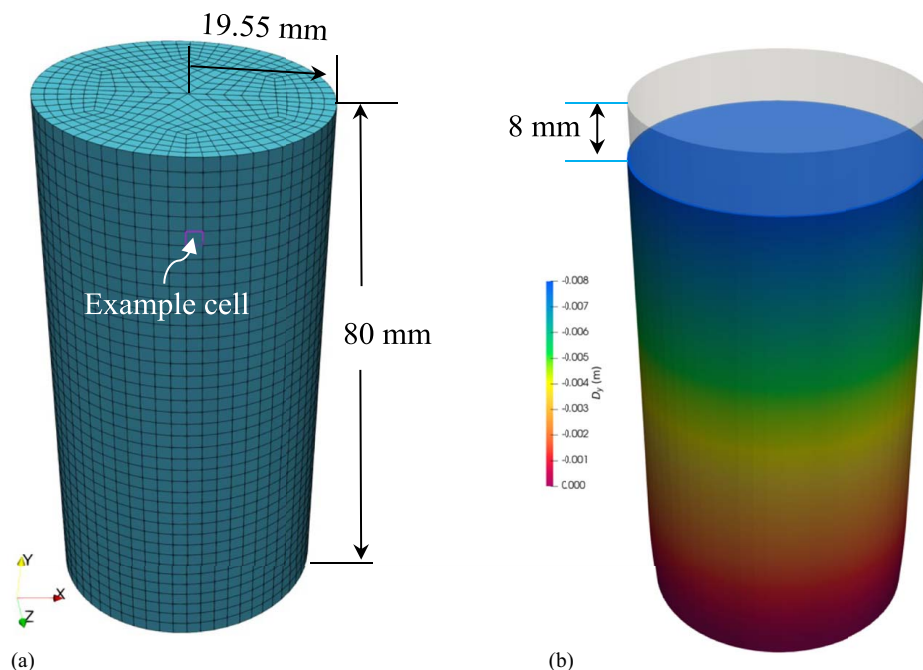 19.55 mm
Example cell
80 mm
Y
X
Z
(a)
8 mm
-0.008
-0.007
-0.006
-0.005
-0.004
-0.003
-0.002
-0.001
0.000
Dy (m)
(b)